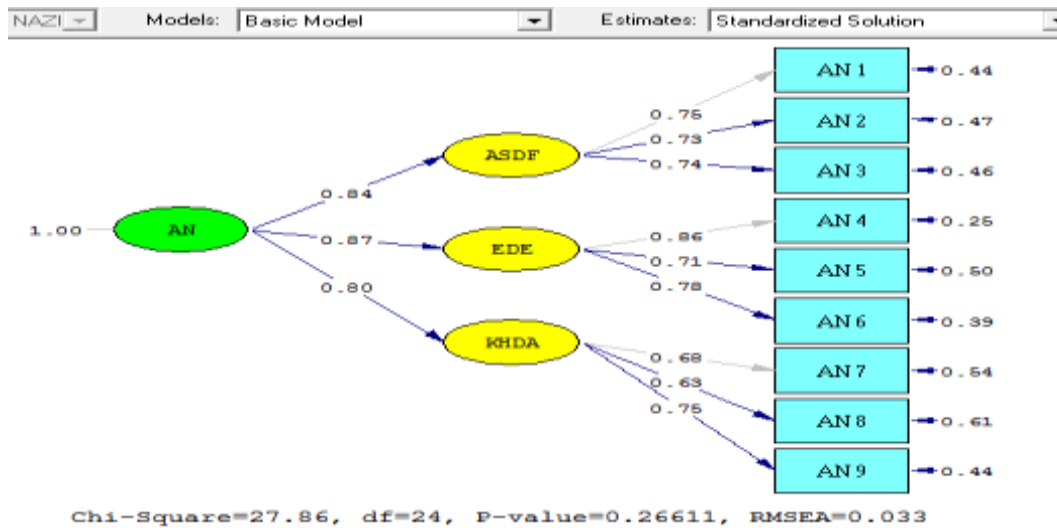 NAZI Models: Basic Model Estimates: Standardized Solution
AN 1 0.44
0.75
AN 2 0.47
0.73
ASDF
0.74
AN 3 0.46
0.84
AN 4 0.25
1.00 AN
0.86
0.87 EDE
0.71
AN 5 0.50
0.78
0.80
AN 6 0.39
KHDA
0.68
AN 7 0.54
0.63
0.75
AN 8 0.61
AN 9 0.44
Chi-Square=27.86, df=24, P-value=0.26611, RMSEA=0.033